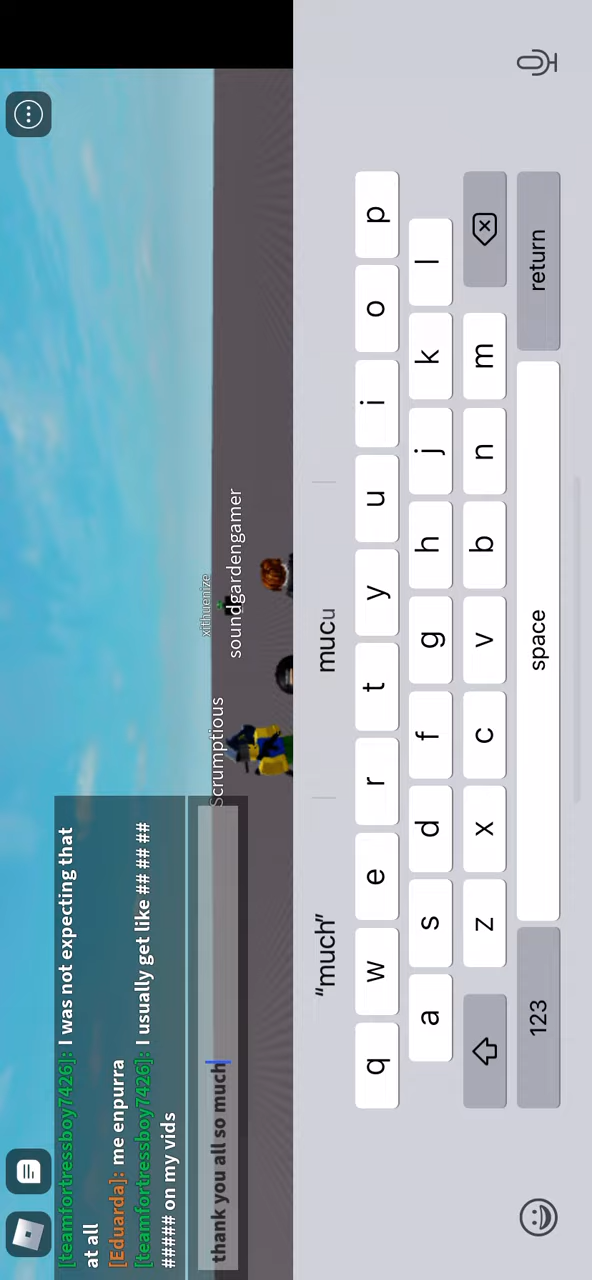 [teamfortressboy7426]: I was not expecting that
at all
[Eduarda]: me enpurra
[teamfortressboy7426]: I usually get like ## ## ##
##### on my vids
thank you all so much
Scrumptious
xithuenize
soundgardengamer
"much"
mucu
q w e r t y u i o p
a s d f g h j k l
z x c v b n m
123 space return